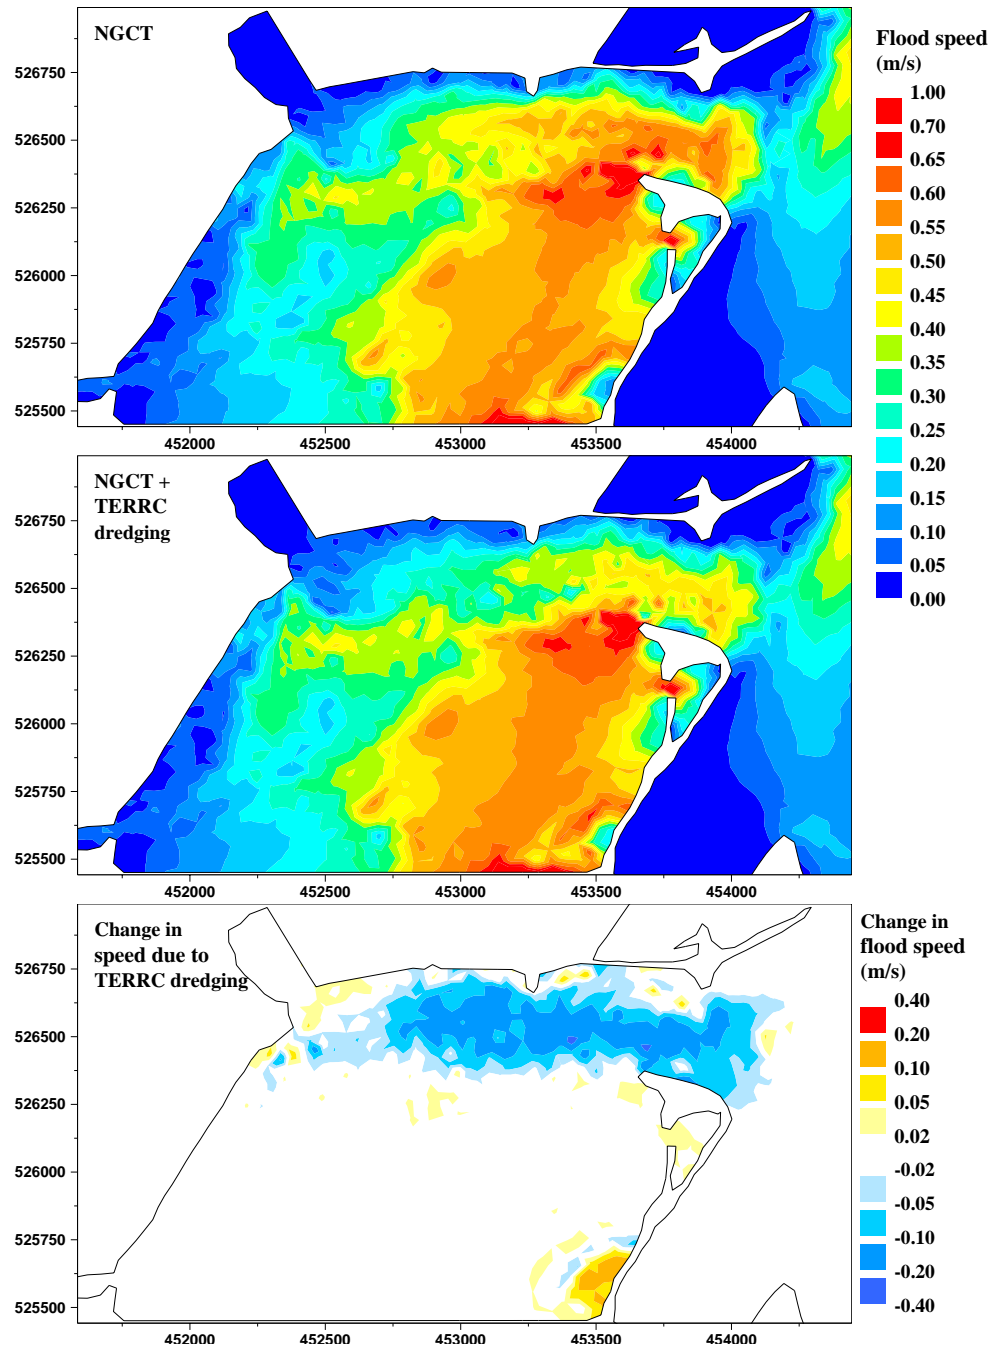 NGCT
526750
526500
526250
526000
525750
525500
452000 452500 453000 453500 454000
Flood speed
(m/s)
1.00
0.70
0.65
0.60
0.55
0.50
0.45
0.40
0.35
0.30
0.25
0.20
0.15
0.10
0.05
0.00
NGCT +
TERRC
dredging
526750
526500
526250
526000
525750
525500
452000 452500 453000 453500 454000
Change in
speed due to
TERRC dredging
526750
526500
526250
526000
525750
525500
452000 452500 453000 453500 454000
Change in
flood speed
(m/s)
0.40
0.20
0.10
0.05
0.02
-0.02
-0.05
-0.10
-0.20
-0.40